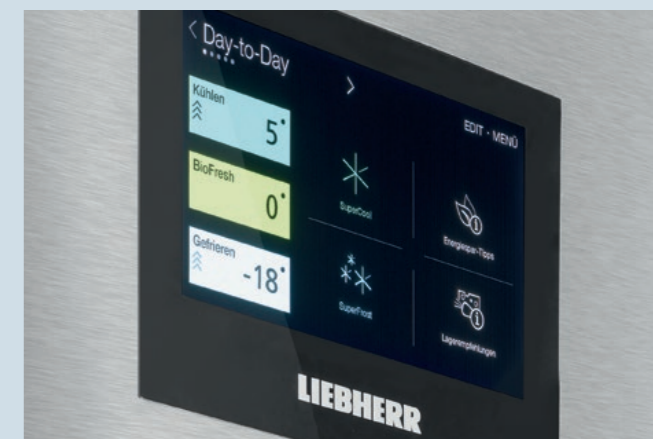 < Day-to-Day >
EDIT · MENÜ
Kühlen
5°
BioFresh
0°
Gefrieren
-18°
SuperCool
Energiespar-Tipps
SuperFrost
Lagerempfehlungen
LIEBHERR